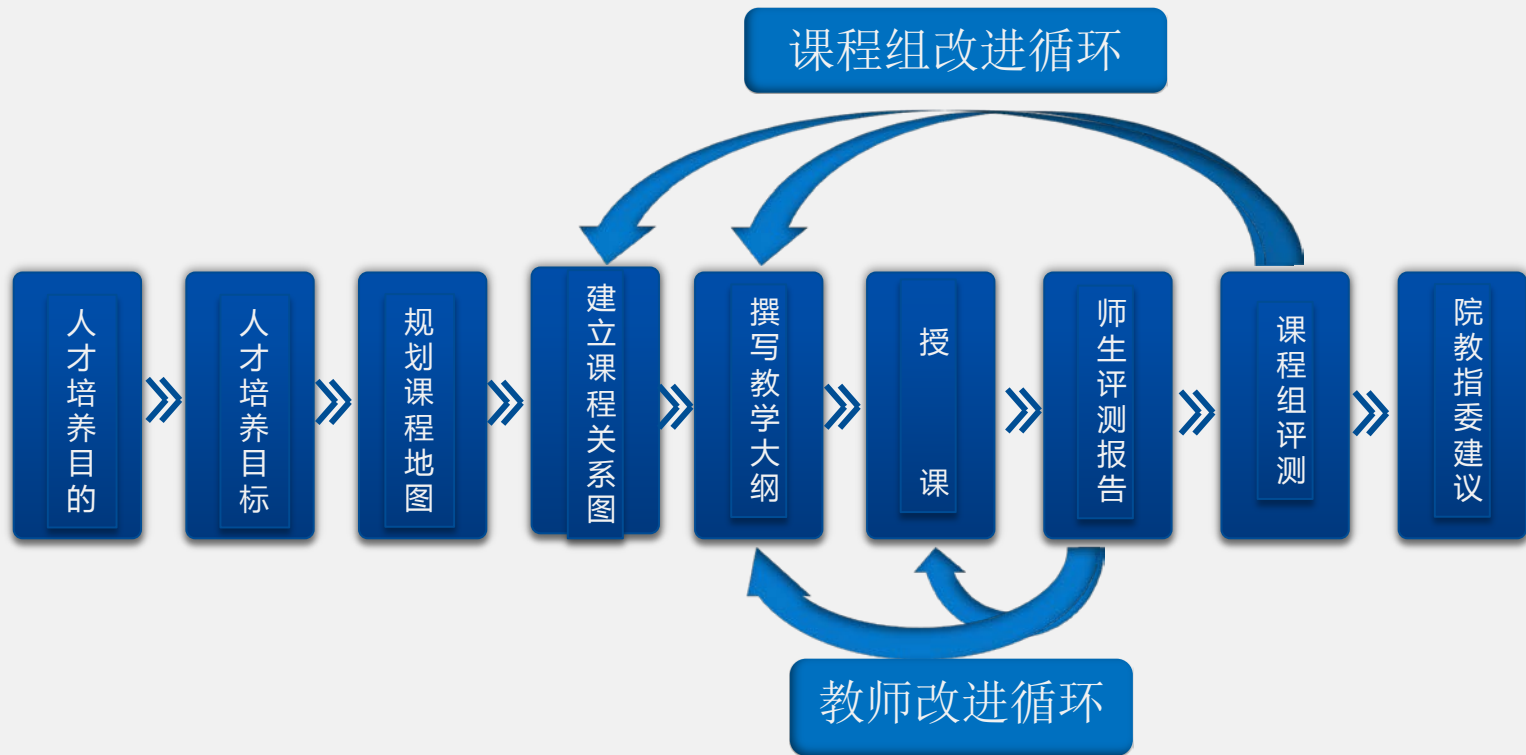 课程组改进循环
人才培养目的
人才培养目标
规划课程地图
建立课程关系图
撰写教学大纲
授课
师生评测报告
课程组评测
院教指委建议
教师改进循环